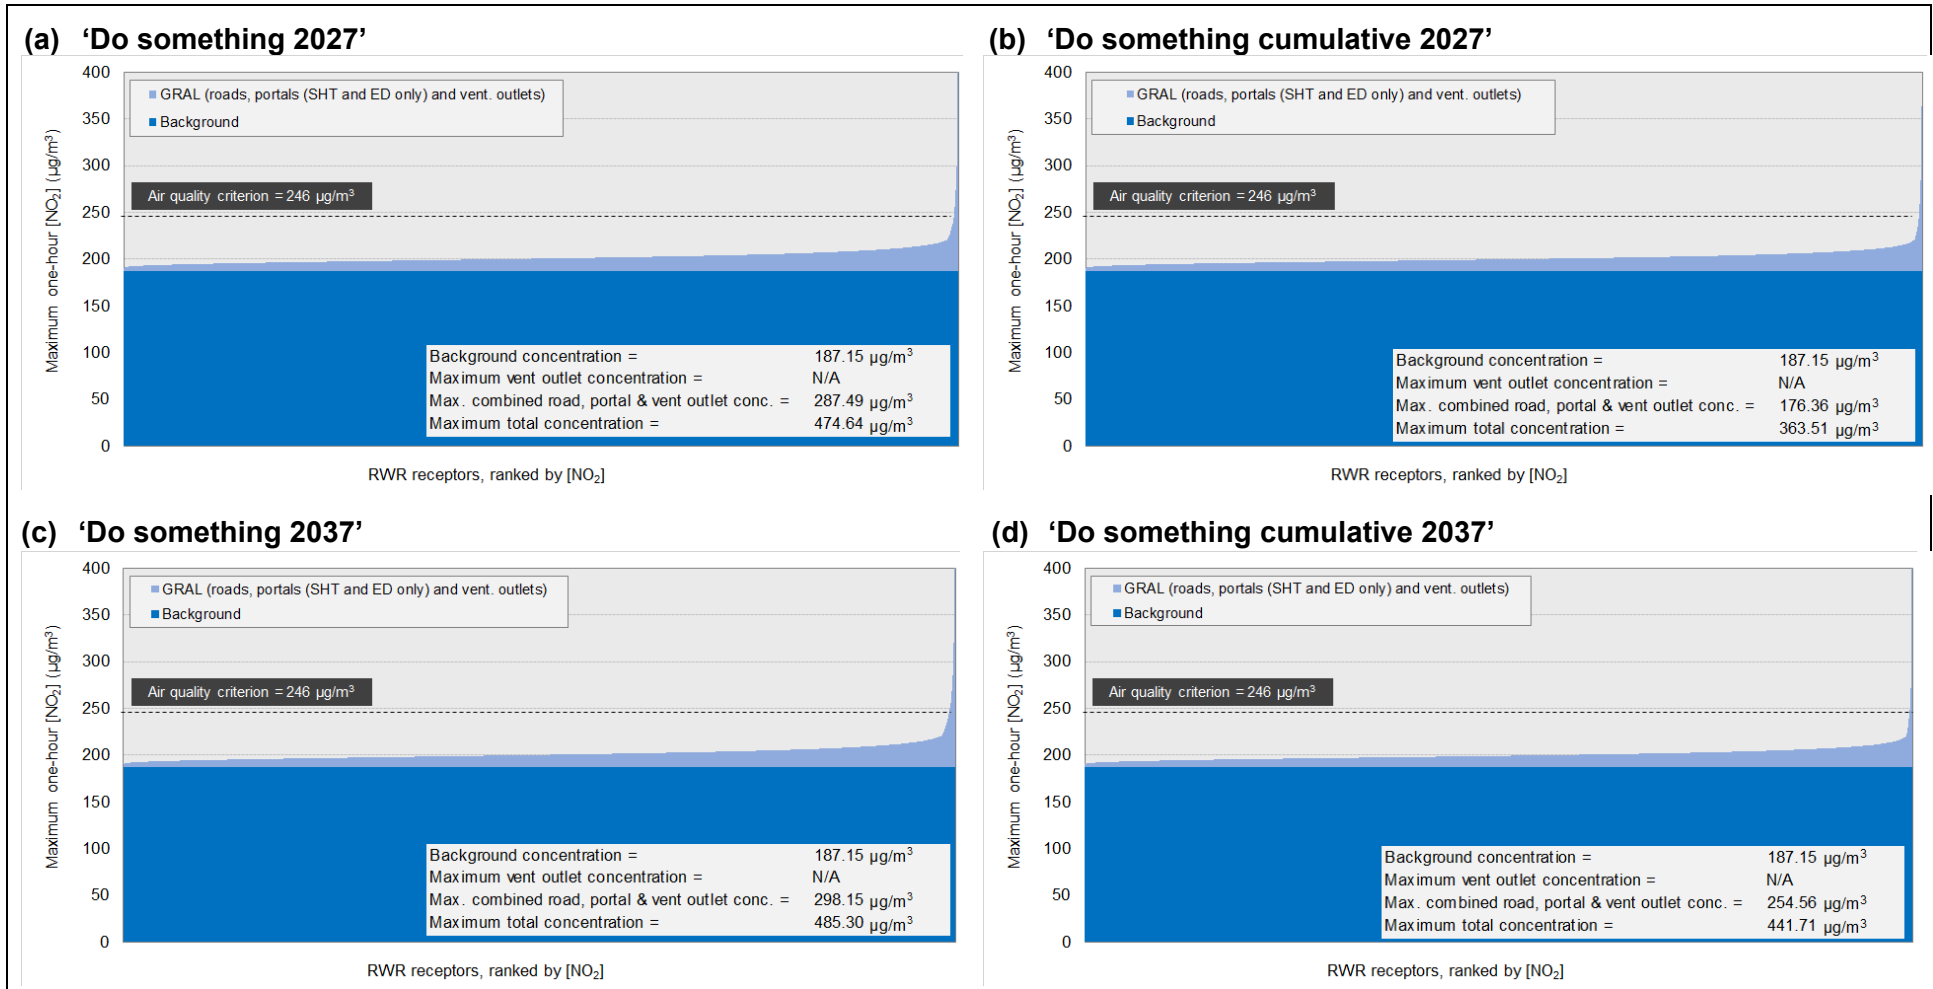 (a) ‘Do something 2027’
400
350
300
250
200
150
100
50
0
Maximum one-hour [NO₂] (µg/m³)
GRAL (roads, portals (SHT and ED only) and vent. outlets)
Background
Air quality criterion = 246 µg/m³
Background concentration = 187.15 µg/m³
Maximum vent outlet concentration = N/A
Max. combined road, portal & vent outlet conc. = 287.49 µg/m³
Maximum total concentration = 474.64 µg/m³
RWR receptors, ranked by [NO₂]
(b) ‘Do something cumulative 2027’
400
350
300
250
200
150
100
50
0
Maximum one-hour [NO₂] (µg/m³)
GRAL (roads, portals (SHT and ED only) and vent. outlets)
Background
Air quality criterion = 246 µg/m³
Background concentration = 187.15 µg/m³
Maximum vent outlet concentration = N/A
Max. combined road, portal & vent outlet conc. = 176.36 µg/m³
Maximum total concentration = 363.51 µg/m³
RWR receptors, ranked by [NO₂]
(c) ‘Do something 2037’
400
350
300
250
200
150
100
50
0
Maximum one-hour [NO₂] (µg/m³)
GRAL (roads, portals (SHT and ED only) and vent. outlets)
Background
Air quality criterion = 246 µg/m³
Background concentration = 187.15 µg/m³
Maximum vent outlet concentration = N/A
Max. combined road, portal & vent outlet conc. = 298.15 µg/m³
Maximum total concentration = 485.30 µg/m³
RWR receptors, ranked by [NO₂]
(d) ‘Do something cumulative 2037’
400
350
300
250
200
150
100
50
0
Maximum one-hour [NO₂] (µg/m³)
GRAL (roads, portals (SHT and ED only) and vent. outlets)
Background
Air quality criterion = 246 µg/m³
Background concentration = 187.15 µg/m³
Maximum vent outlet concentration = N/A
Max. combined road, portal & vent outlet conc. = 254.56 µg/m³
Maximum total concentration = 441.71 µg/m³
RWR receptors, ranked by [NO₂]